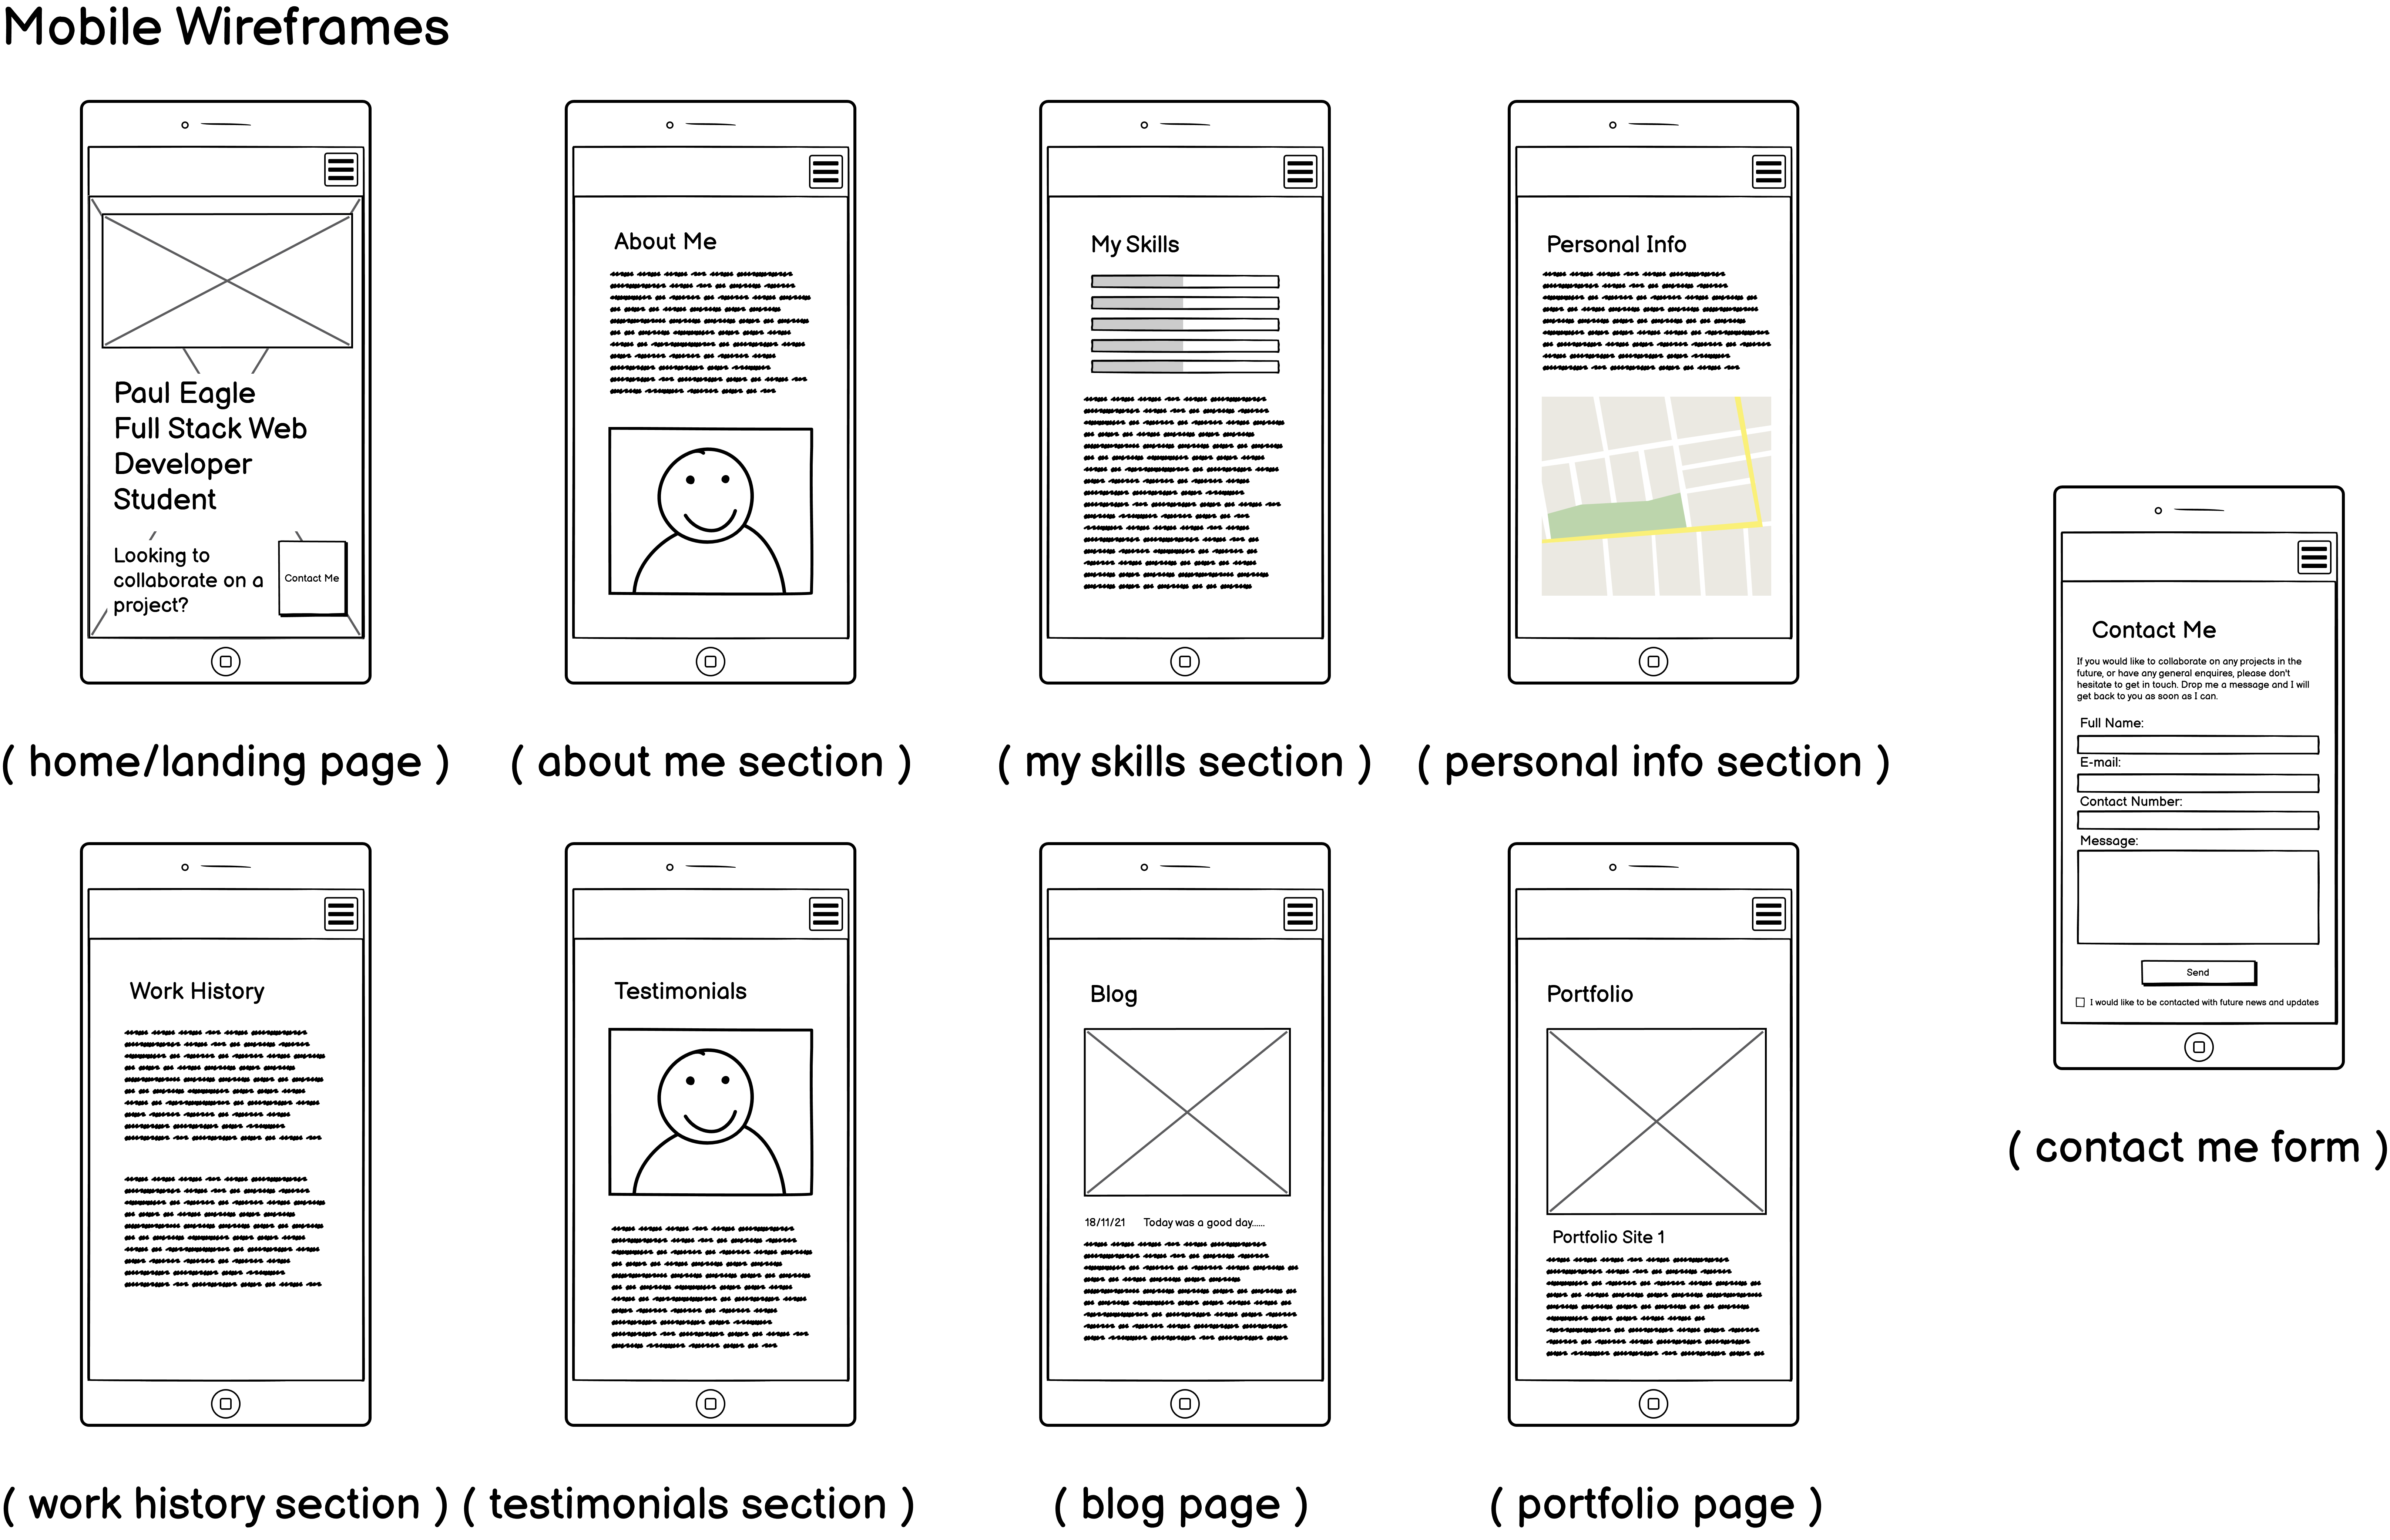 Mobile Wireframes
Paul Eagle
Full Stack Web
Developer
Student
Looking to
collaborate on a
project?
Contact Me
( home/landing page )
About Me
( about me section )
My Skills
( my skills section )
Personal Info
( personal info section )
Work History
( work history section )
Testimonials
( testimonials section )
Blog
18/11/21 Today was a good day......
( blog page )
Portfolio
Portfolio Site 1
( portfolio page )
Contact Me
If you would like to collaborate on any projects in the
future, or have any general enquires, please don't
hesitate to get in touch. Drop me a message and I will
get back to you as soon as I can.
Full Name:
E-mail:
Contact Number:
Message:
Send
I would like to be contacted with future news and updates
( contact me form )